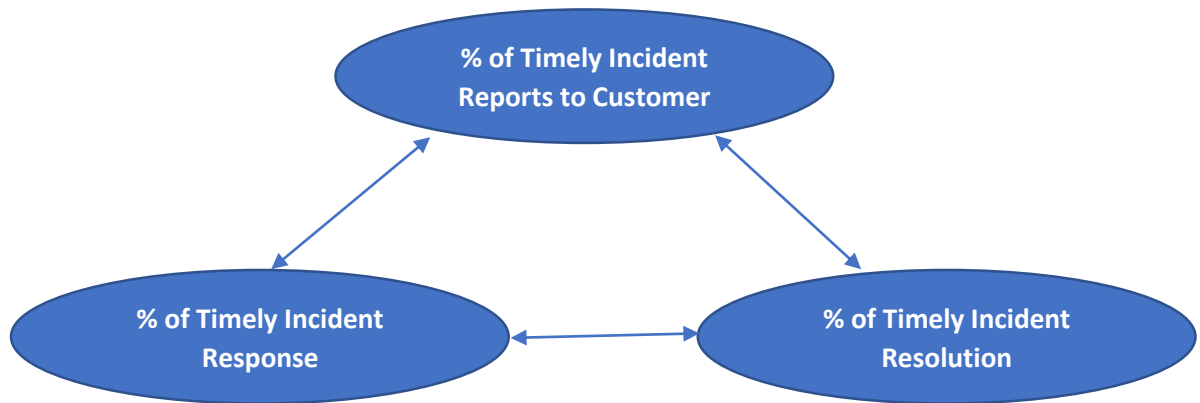 % of Timely Incident
Reports to Customer
% of Timely Incident
Response
% of Timely Incident
Resolution